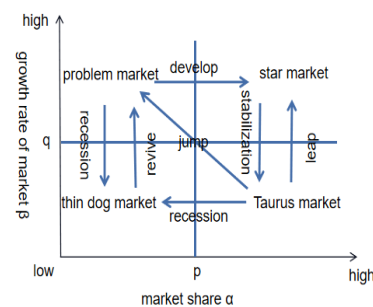 high
growth rate of market β
problem market
develop
star market
recession
revive
jump
stabilization
leap
q
thin dog market
recession
Taurus market
low
p
high
market share α